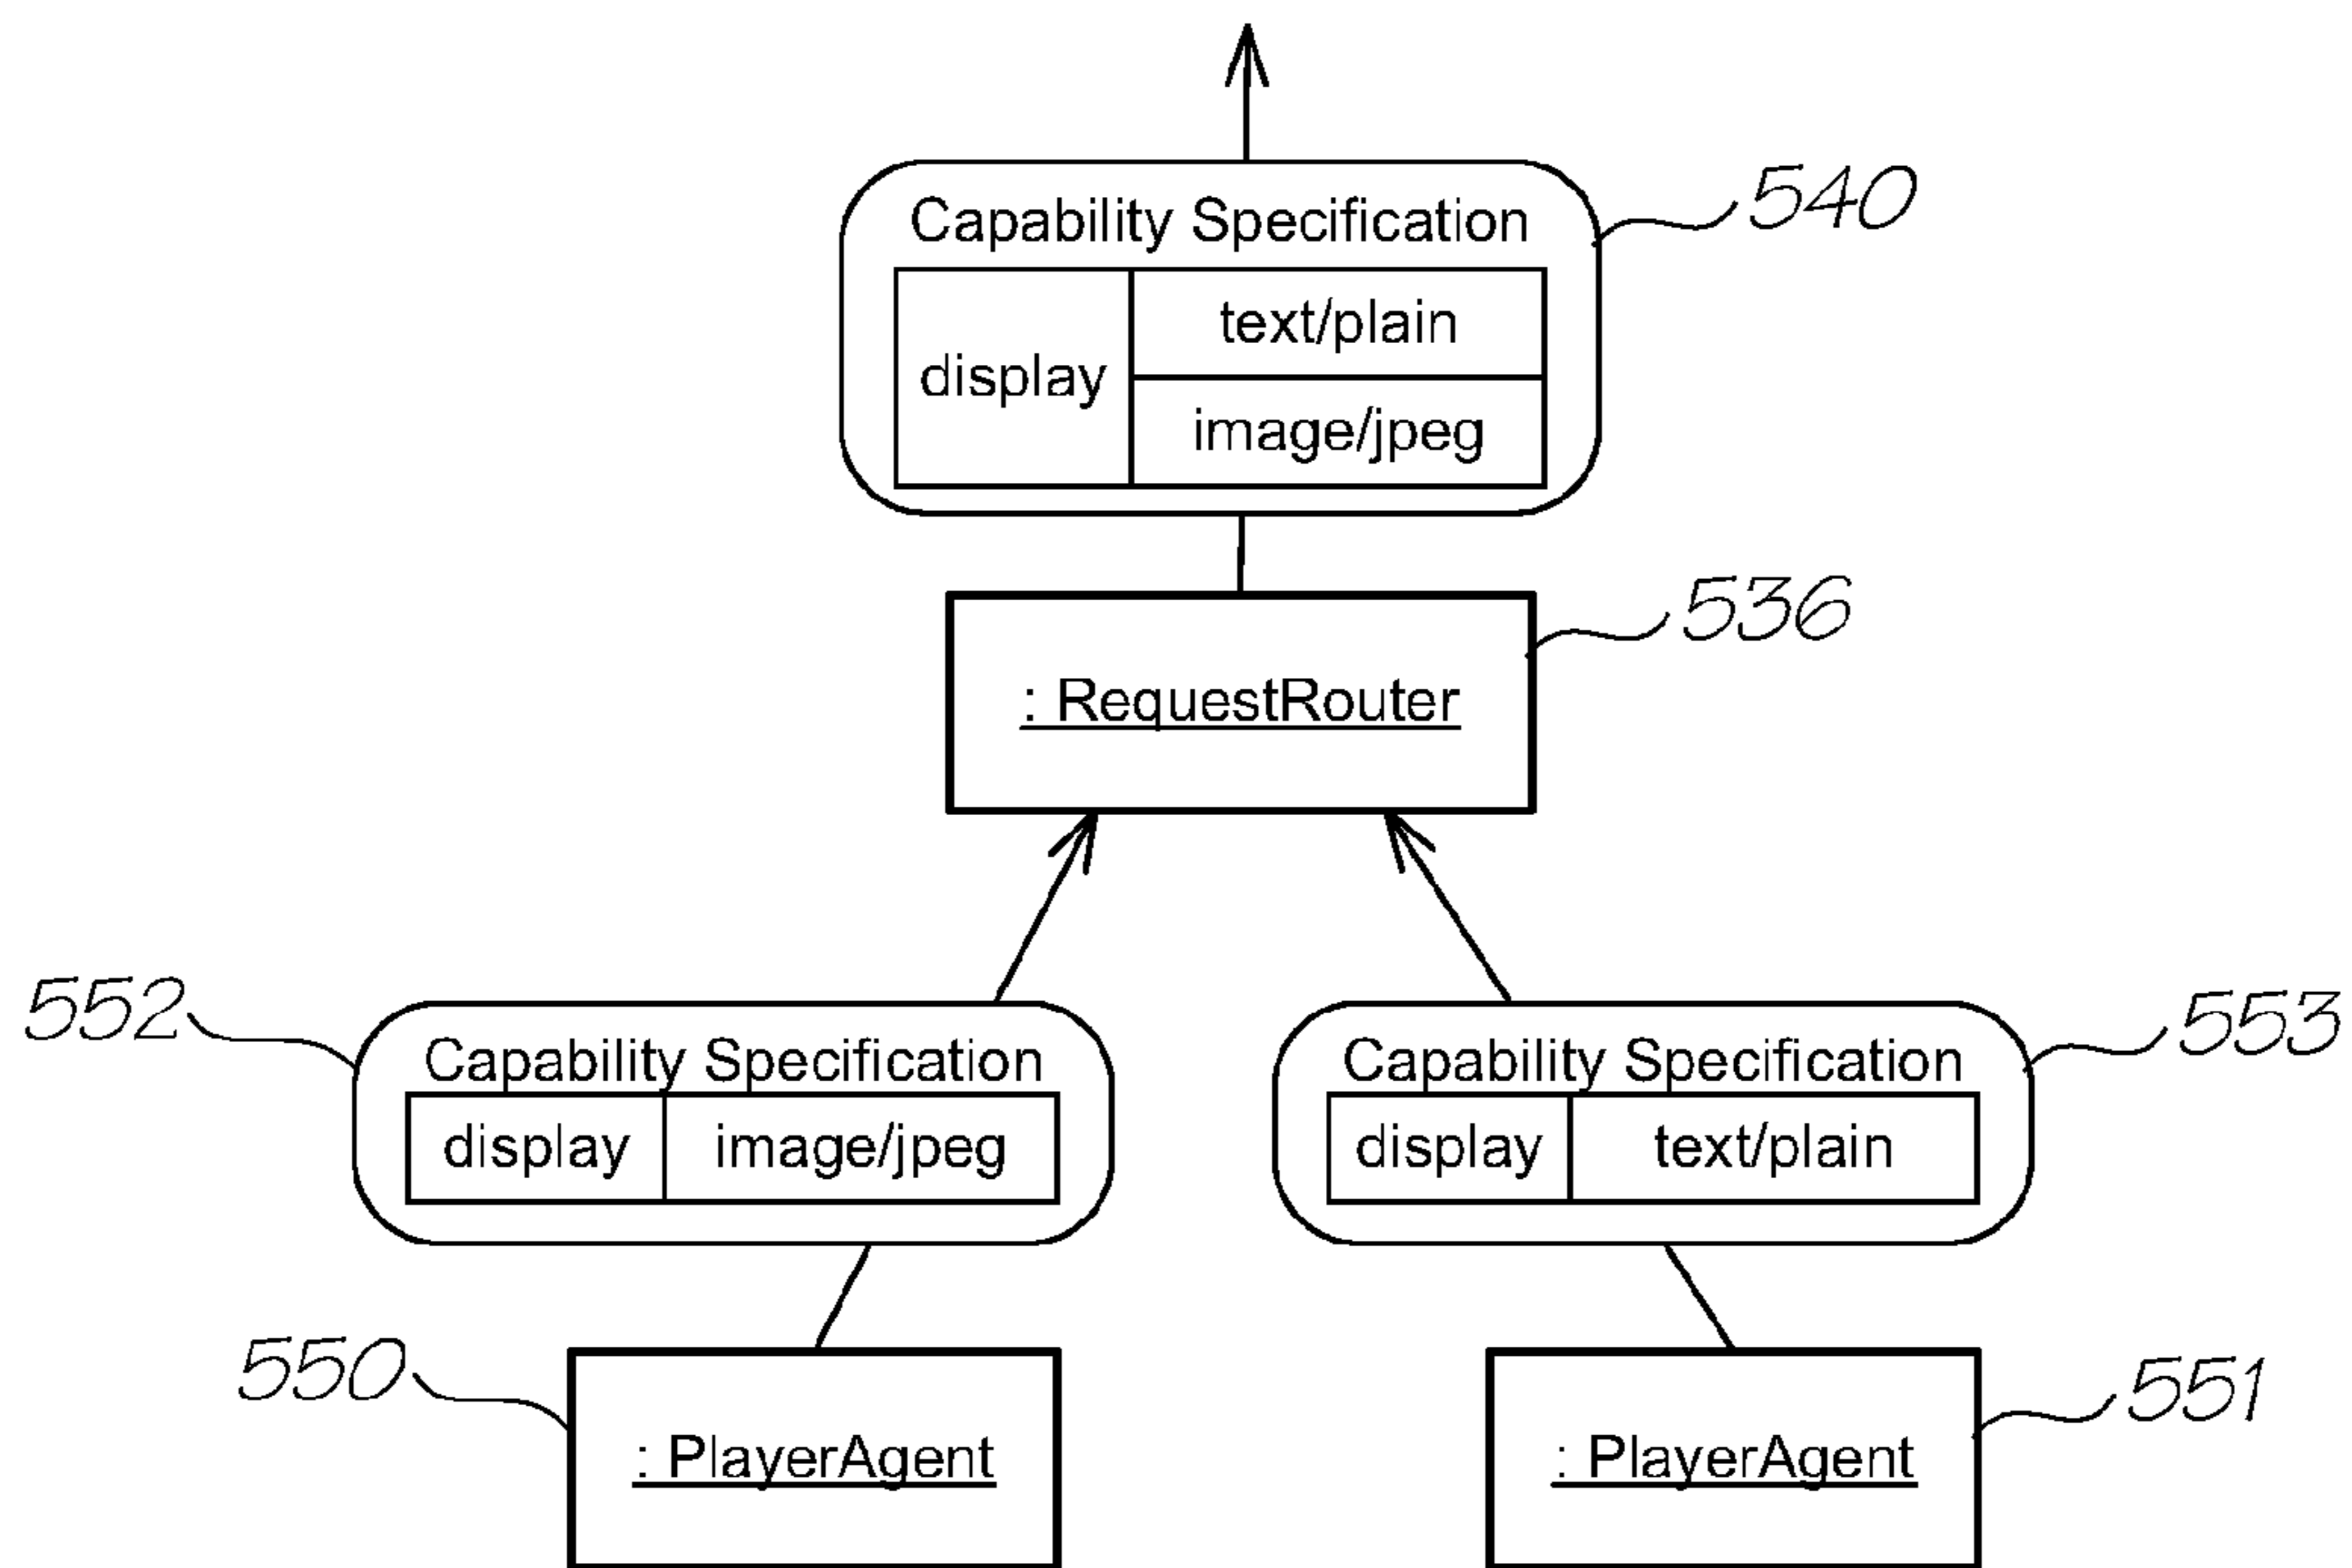 Capability Specification
540
display
text/plain
image/jpeg
536
: RequestRouter
552
Capability Specification
display
image/jpeg
Capability Specification
553
display
text/plain
550
: PlayerAgent
551
: PlayerAgent